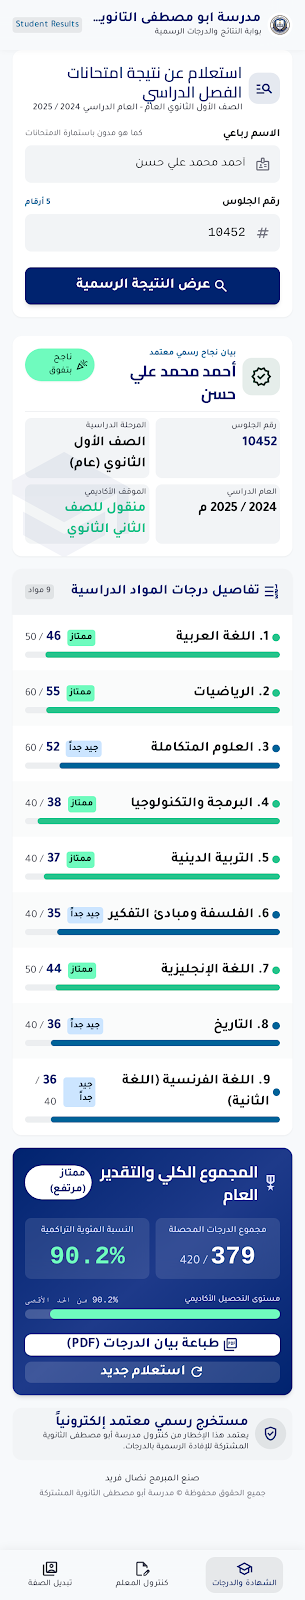 مدرسة ابو مصطفى الثانويـ...
بوابة النتائج والدرجات الرسمية
Student Results
استعلام عن نتيجة امتحانات
الفصل الدراسي
الصف الأول الثانوي العام - العام الدراسي 2024 / 2025
الاسم رباعي
كما هو مدون باستمارة الامتحانات
أحمد محمد علي حسن
رقم الجلوس
5 أرقام
10452
عرض النتيجة الرسمية
بيان نجاح رسمي معتمد
أحمد محمد علي
حسن
ناجح
بتفوق
رقم الجلوس
10452
المرحلة الدراسية
الصف الأول
الثانوي (عام)
العام الدراسي
2024 / 2025 م
الموقف الأكاديمي
منقول للصف
الثاني الثانوي
تفاصيل درجات المواد الدراسية
9 مواد
1. اللغة العربية
ممتاز
46 / 50
2. الرياضيات
ممتاز
55 / 60
3. العلوم المتكاملة
جيد جداً
52 / 60
4. البرمجة والتكنولوجيا
ممتاز
38 / 40
5. التربية الدينية
ممتاز
37 / 40
6. الفلسفة ومبادئ التفكير
جيد جداً
35 / 40
7. اللغة الإنجليزية
ممتاز
44 / 50
8. التاريخ
جيد جداً
36 / 40
9. اللغة الفرنسية (اللغة
الثانية)
جيد
جداً
36 /
40
المجموع الكلي والتقدير
العام
ممتاز
(مرتفع)
مجموع الدرجات المحصلة
379 / 420
النسبة المئوية التراكمية
90.2%
مستوى التحصيل الأكاديمي
90.2% من الحد الأقصى
طباعة بيان الدرجات (PDF)
استعلام جديد
مستخرج رسمي معتمد إلكترونياً
يعتمد هذا الإخطار من كنترول مدرسة أبو مصطفى الثانوية
المشتركة للإفادة الرسمية بالدرجات.
صنع المبرمج نضال فريد
جميع الحقوق محفوظة © مدرسة أبو مصطفى الثانوية المشتركة
الشهادة والدرجات
كنترول المعلم
تبديل الصفة